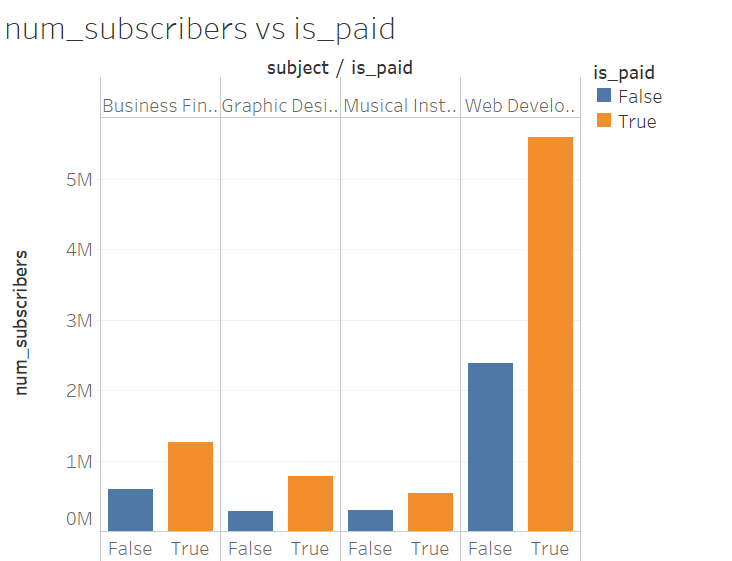 num_subscribers vs is_paid
subject / is_paid
is_paid
False
True
Business Fin.. Graphic Desi.. Musical Inst.. Web Develo..
5M
4M
3M
2M
1M
0M
num_subscribers
False True False True False True False True